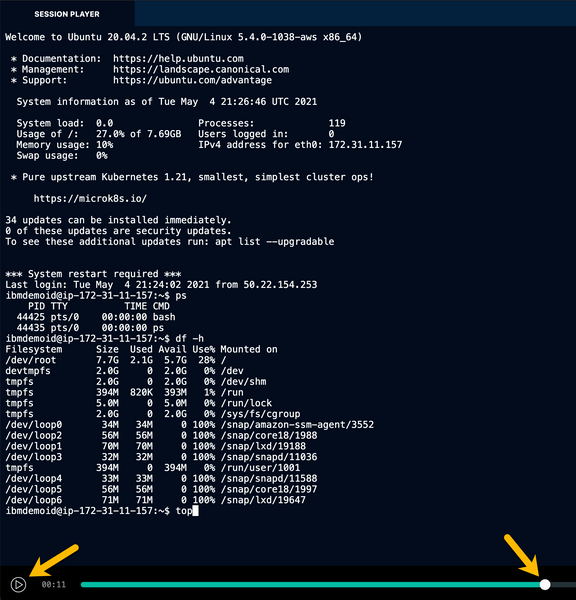 SESSION PLAYER
Welcome to Ubuntu 20.04.2 LTS (GNU/Linux 5.4.0-1038-aws x86_64)
* Documentation:  https://help.ubuntu.com
* Management:     https://landscape.canonical.com
* Support:        https://ubuntu.com/advantage
System information as of Tue May  4 21:26:46 UTC 2021
System load:  0.0               Processes:             119
Usage of /:   27.0% of 7.69GB   Users logged in:       0
Memory usage: 10%               IPv4 address for eth0: 172.31.11.157
Swap usage:   0%
* Pure upstream Kubernetes 1.21, smallest, simplest cluster ops!
https://microk8s.io/
34 updates can be installed immediately.
0 of these updates are security updates.
To see these additional updates run: apt list --upgradable
*** System restart required ***
Last login: Tue May  4 21:24:02 2021 from 50.22.154.253
ibmdemoid@ip-172-31-11-157:~$ ps
PID TTY          TIME CMD
44425 pts/0    00:00:00 bash
44435 pts/0    00:00:00 ps
ibmdemoid@ip-172-31-11-157:~$ df -h
Filesystem      Size  Used Avail Use% Mounted on
/dev/root       7.7G  2.1G  5.7G  28% /
devtmpfs        2.0G     0  2.0G   0% /dev
tmpfs           2.0G     0  2.0G   0% /dev/shm
tmpfs           394M  820K  393M   1% /run
tmpfs           5.0M     0  5.0M   0% /run/lock
tmpfs           2.0G     0  2.0G   0% /sys/fs/cgroup
/dev/loop0       34M   34M     0 100% /snap/amazon-ssm-agent/3552
/dev/loop2       56M   56M     0 100% /snap/core18/1988
/dev/loop1       70M   70M     0 100% /snap/lxd/19188
/dev/loop3       32M   32M     0 100% /snap/snapd/11036
tmpfs           394M     0  394M   0% /run/user/1001
/dev/loop4       33M   33M     0 100% /snap/snapd/11588
/dev/loop5       56M   56M     0 100% /snap/core18/1997
/dev/loop6       71M   71M     0 100% /snap/lxd/19647
ibmdemoid@ip-172-31-11-157:~$ top
00:11